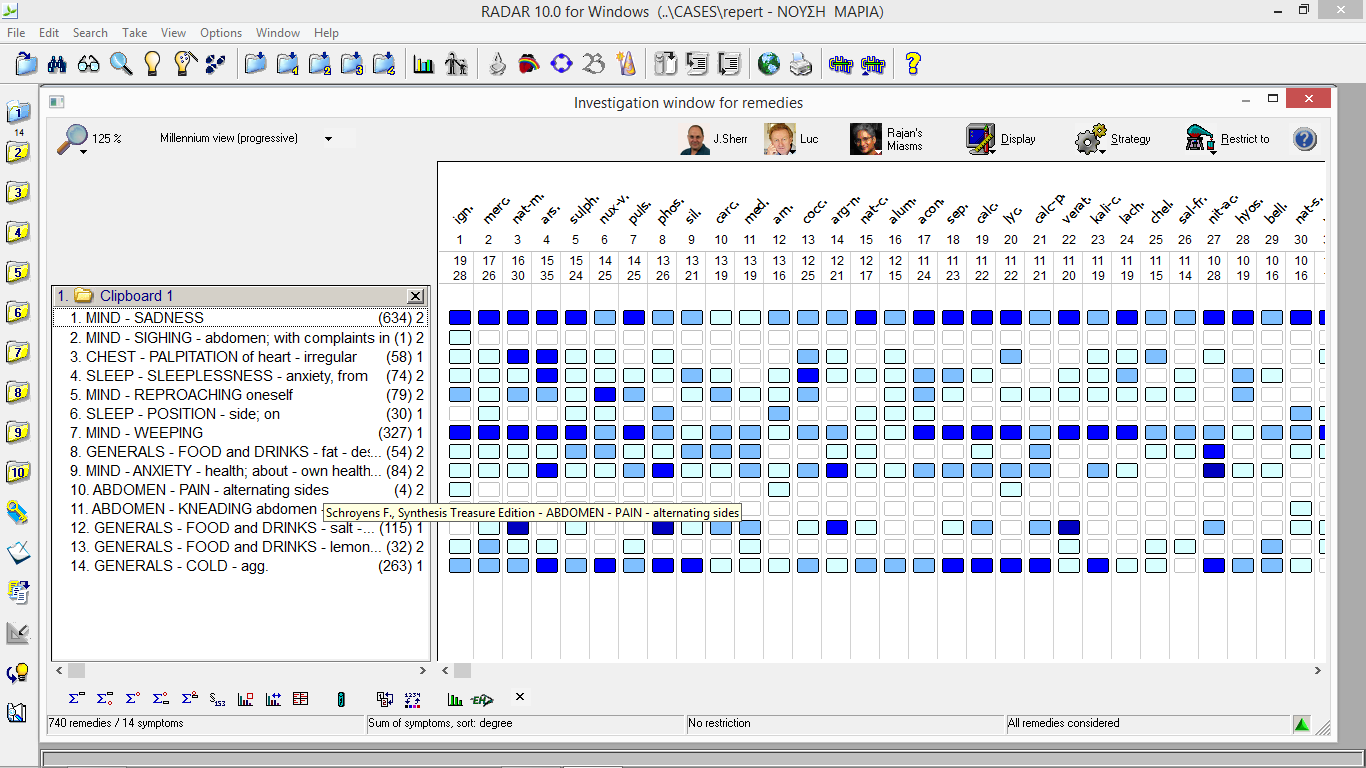 RADAR 10.0 for Windows (..\CASES\repert - ΝΟΥΣΗ ΜΑΡΙΑ)
File Edit Search Take View Options Window Help
Investigation window for remedies
125 % Millennium view (progressive) J.Sherr Luc Rajan's Miasms Display Strategy Restrict to
ign. merc. nat-m. ars. sulph. nux-v. puls. phos. sil. carc. med. arn. cocc. arg-n. nat-c. alum. acon. sep. calc. lyc. calc-p. verat. kali-c. lach. chel. sal-fr. nit-ac. hyos. bell. nat-s.
1 2 3 4 5 6 7 8 9 10 11 12 13 14 15 16 17 18 19 20 21 22 23 24 25 26 27 28 29 30
19 17 16 15 15 14 14 13 13 13 13 13 12 12 12 12 11 11 11 11 11 11 11 11 11 11 10 10 10 10
28 26 30 35 24 25 25 26 21 19 19 16 25 21 17 15 24 23 22 22 21 20 19 19 15 14 28 19 16 16
1. Clipboard 1
1. MIND - SADNESS (634) 2
2. MIND - SIGHING - abdomen; with complaints in (1) 2
3. CHEST - PALPITATION of heart - irregular (58) 1
4. SLEEP - SLEEPLESSNESS - anxiety, from (74) 2
5. MIND - REPROACHING oneself (79) 2
6. SLEEP - POSITION - side; on (30) 1
7. MIND - WEEPING (327) 1
8. GENERALS - FOOD and DRINKS - fat - de... (54) 2
9. MIND - ANXIETY - health; about - own health... (84) 2
10. ABDOMEN - PAIN - alternating sides (4) 2
11. ABDOMEN - KNEADING abdomen
Schroyens F., Synthesis Treasure Edition - ABDOMEN - PAIN - alternating sides
12. GENERALS - FOOD and DRINKS - salt -... (115) 1
13. GENERALS - FOOD and DRINKS - lemon... (32) 2
14. GENERALS - COLD - agg. (263) 1
740 remedies / 14 symptoms Sum of symptoms, sort: degree No restriction All remedies considered
1
14
2
3
4
5
6
7
8
9
10